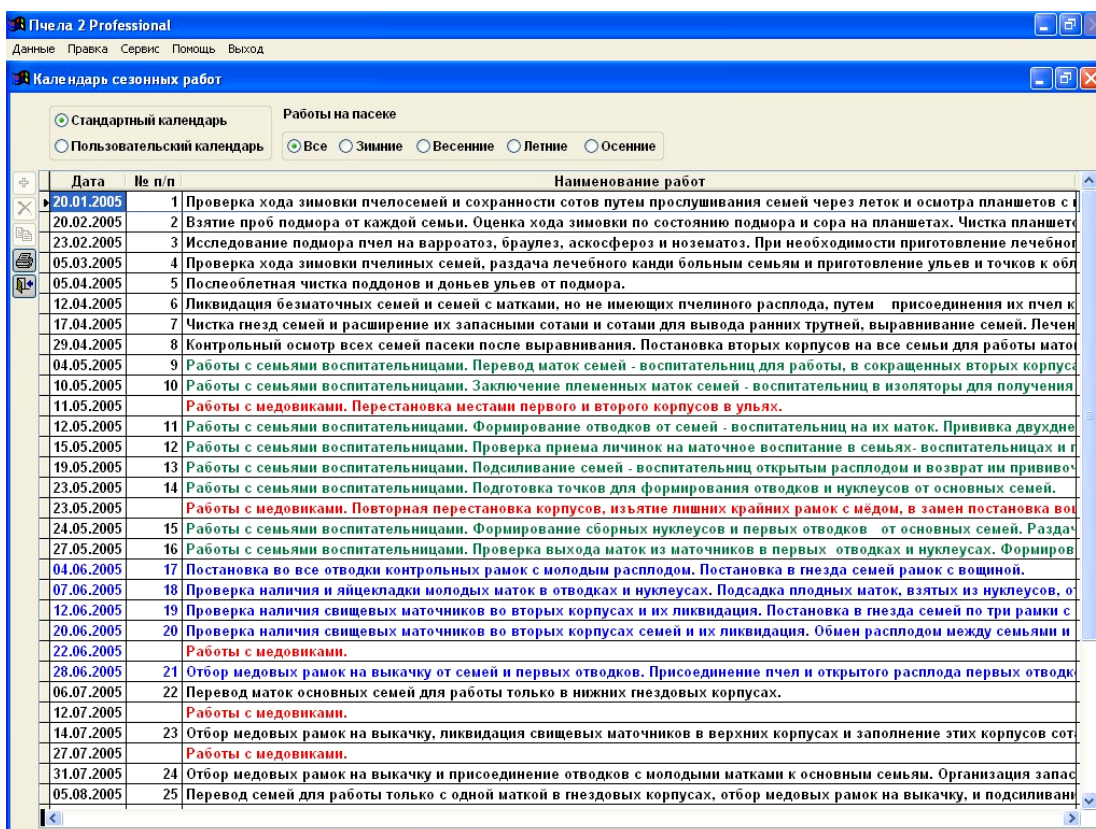 Пчела 2 Professional
Данные Правка Сервис Помощь Выход
Календарь сезонных работ
Стандартный календарь
Пользовательский календарь
Работы на пасеке
Все Зимние Весенние Летние Осенние
Дата № п/п Наименование работ
20.01.2005 1 Проверка хода зимовки пчелосемей и сохранности сотов путем прослушивания семей через леток и осмотра планшетов с
20.02.2005 2 Взятие проб подмора от каждой семьи. Оценка хода зимовки по состоянию подмора и сора на планшетах. Чистка планшет
23.02.2005 3 Исследование подмора пчел на варроатоз, браулез, аскосфероз и нозематоз. При необходимости приготовление лечебног
05.03.2005 4 Проверка хода зимовки пчелиных семей, раздача лечебного канди больным семьям и приготовление ульев и точков к обл
05.04.2005 5 Послеоблетная чистка поддонов и доньев ульев от подмора.
12.04.2005 6 Ликвидация безматочных семей и семей с матками, но не имеющих пчелиного расплода, путем присоединения их пчел к
17.04.2005 7 Чистка гнезд семей и расширение их запасными сотами и сотами для вывода ранних трутней, выравнивание семей. Лечен
29.04.2005 8 Контрольный осмотр всех семей пасеки после выравнивания. Постановка вторых корпусов на все семьи для работы мато
04.05.2005 9 Работы с семьями воспитательницами. Перевод маток семей - воспитательниц для работы, в сокращенных вторых корпуса
10.05.2005 10 Работы с семьями воспитательницами. Заключение племенных маток семей - воспитательниц в изоляторы для получения
11.05.2005 Работы с медовиками. Перестановка местами первого и второго корпусов в ульях.
12.05.2005 11 Работы с семьями воспитательницами. Формирование отводков от семей - воспитательниц на их маток. Прививка двухдне
15.05.2005 12 Работы с семьями воспитательницами. Проверка приема личинок на маточное воспитание в семьях- воспитательницах и
19.05.2005 13 Работы с семьями воспитательницами. Подсиливание семей - воспитательниц открытым расплодом и возврат им прививоч
23.05.2005 14 Работы с семьями воспитательницами. Подготовка точков для формирования отводков и нуклеусов от основных семей.
23.05.2005 Работы с медовиками. Повторная перестановка корпусов, изъятие лишних крайних рамок с мёдом, в замен постановка во
24.05.2005 15 Работы с семьями воспитательницами. Формирование сборных нуклеусов и первых отводков от основных семей. Раздач
27.05.2005 16 Работы с семьями воспитательницами. Проверка выхода маток из маточников в первых отводках и нуклеусах. Формиров
04.06.2005 17 Постановка во все отводки контрольных рамок с молодым расплодом. Постановка в гнезда семей рамок с вощиной.
07.06.2005 18 Проверка наличия и яйцекладки молодых маток в отводках и нуклеусах. Подсадка плодных маток, взятых из нуклеусов, о
12.06.2005 19 Проверка наличия свищевых маточников во вторых корпусах и их ликвидация. Постановка в гнезда семей по три рамки с
20.06.2005 20 Проверка наличия свищевых маточников во вторых корпусах семей и их ликвидация. Обмен расплодом между семьями и
22.06.2005 Работы с медовиками.
28.06.2005 21 Отбор медовых рамок на выкачку от семей и первых отводков. Присоединение пчел и открытого расплода первых отводк
06.07.2005 22 Перевод маток основных семей для работы только в нижних гнездовых корпусах.
12.07.2005 Работы с медовиками.
14.07.2005 23 Отбор медовых рамок на выкачку, ликвидация свищевых маточников в верхних корпусах и заполнение этих корпусов сот
27.07.2005 Работы с медовиками.
31.07.2005 24 Отбор медовых рамок на выкачку и присоединение отводков с молодыми матками к основным семьям. Организация запас
05.08.2005 25 Перевод семей для работы только с одной маткой в гнездовых корпусах, отбор медовых рамок на выкачку, и подсиливани